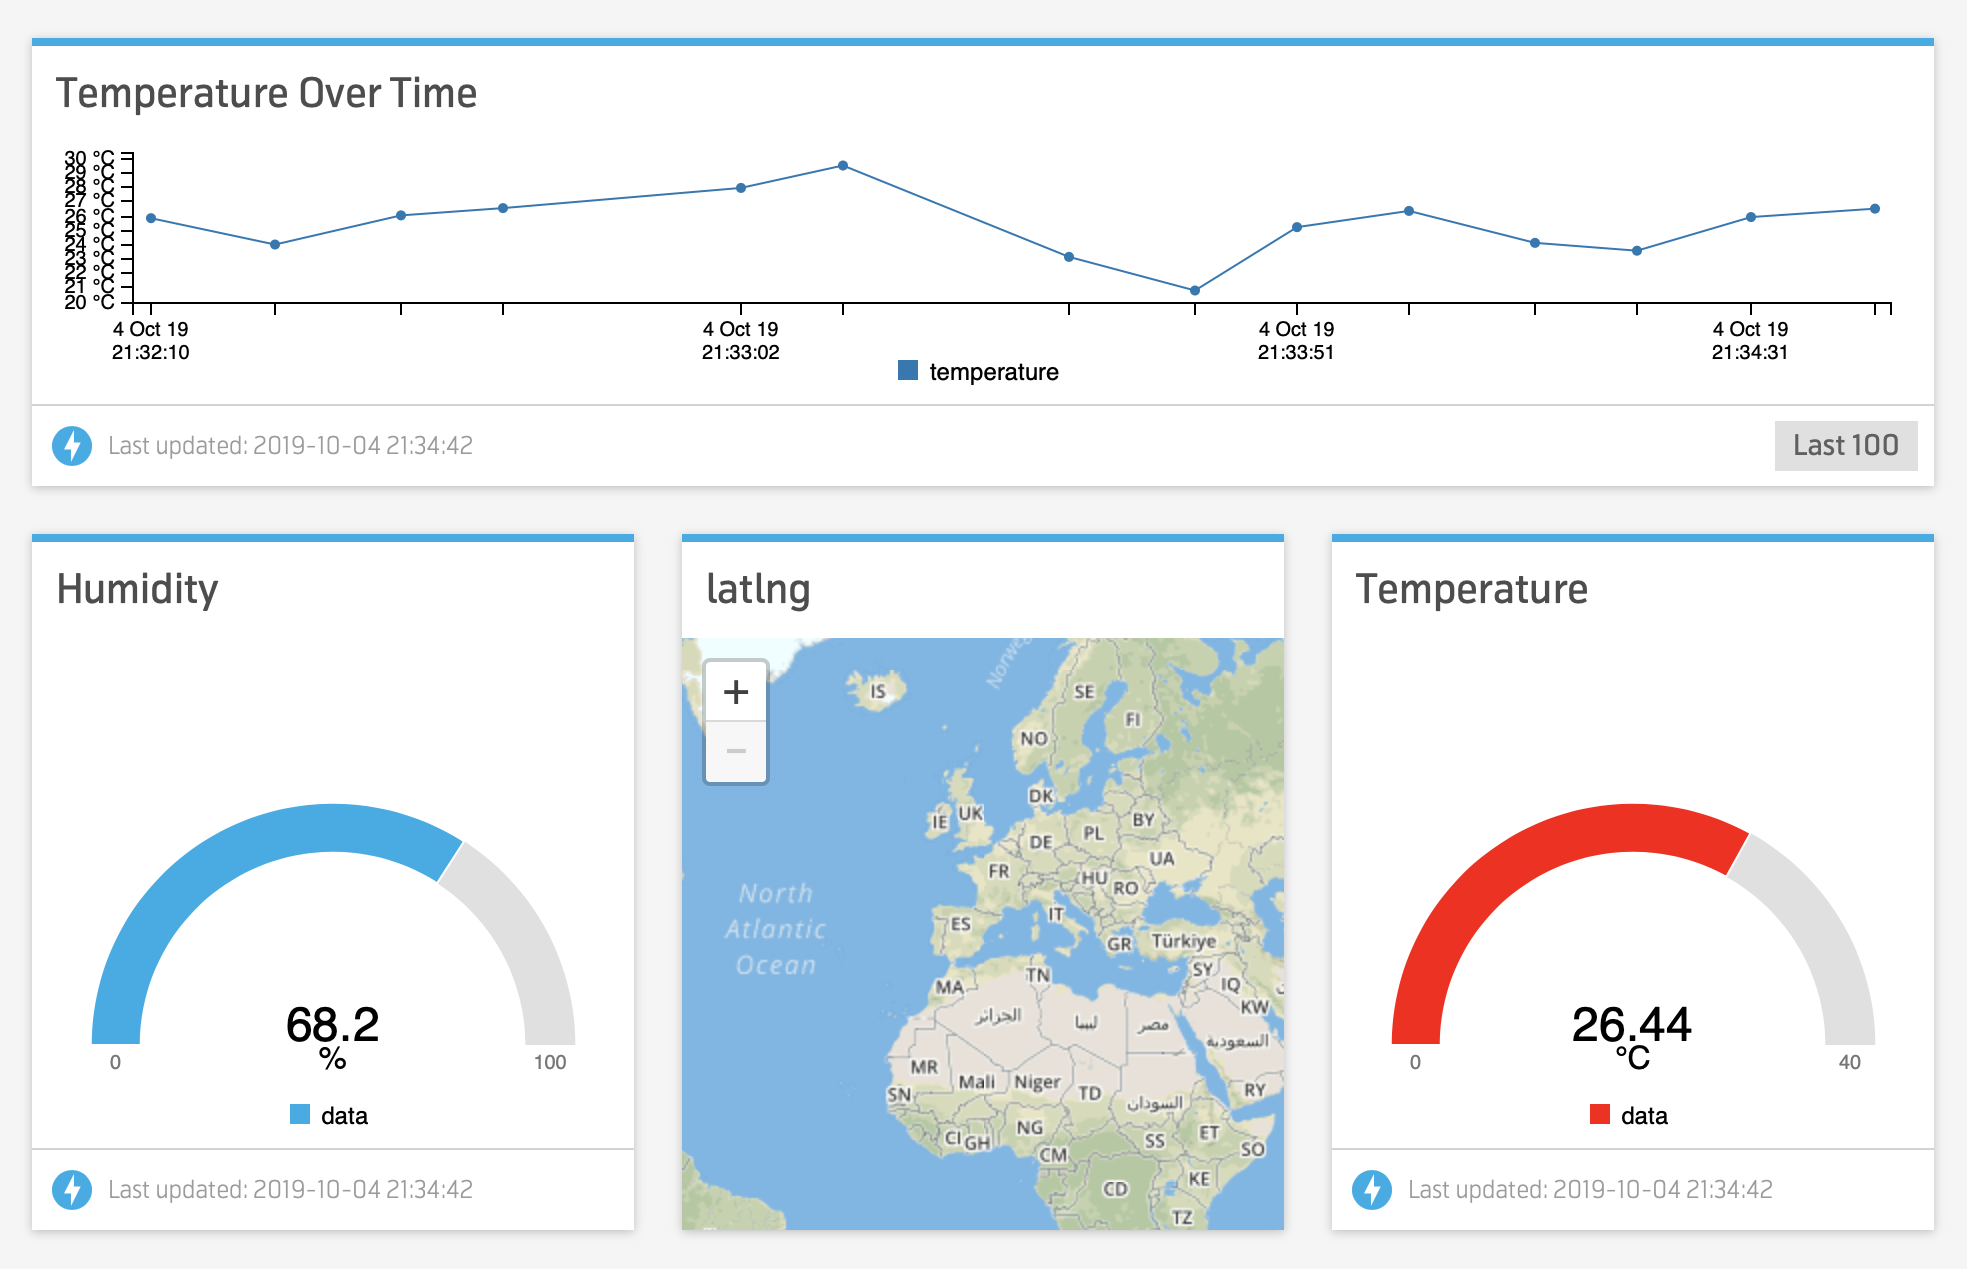 Temperature Over Time
30 °C
29 °C
28 °C
27 °C
26 °C
25 °C
24 °C
23 °C
22 °C
21 °C
20 °C
4 Oct 19 4 Oct 19 4 Oct 19 4 Oct 19
21:32:10 21:33:02 21:33:51 21:34:31
temperature
Last updated: 2019-10-04 21:34:42 Last 100
Humidity
68.2
%
0 100
data
Last updated: 2019-10-04 21:34:42
latlng
+
−
IS
SE
FI
NO
DK
IE UK
BY
PL
DE
UA
FR
HU
RO
IT
ES
GR Türkiye
North
Atlantic
Ocean
TN SY
MA IQ
KW
الجزائر ليبيا مصر
السعودية
MR
Mali Niger TD RY
SN السودان
NG ET
CI GH SS SO
CM
KE
CD
TZ
Temperature
26.44
°C
0 40
data
Last updated: 2019-10-04 21:34:42